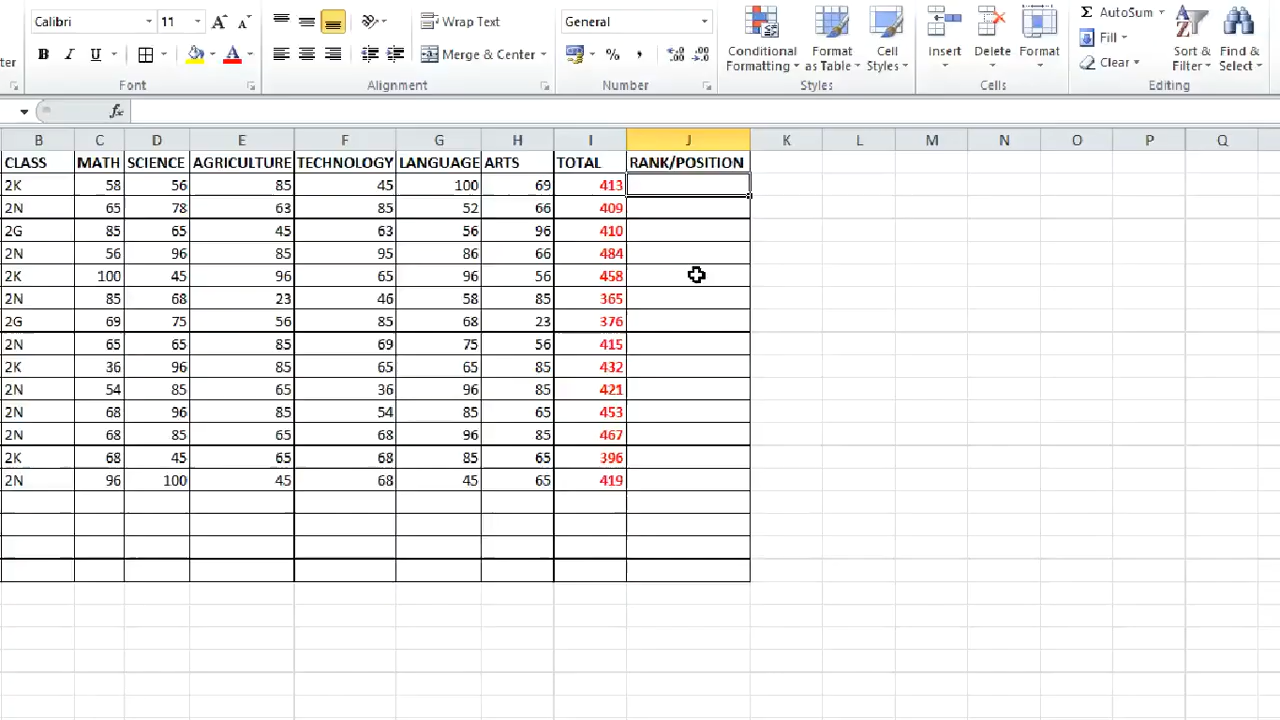 Calibri 11 A A Wrap Text General Σ AutoSum
ter B I U A Merge & Center % , .0 .00 .00 .0 Conditional Formatting Format as Table Cell Styles Insert Delete Format Fill Clear Sort & Filter Find & Select
Font Alignment Number Styles Cells Editing
fx
B C D E F G H I J K L M N O P Q
CLASS MATH SCIENCE AGRICULTURE TECHNOLOGY LANGUAGE ARTS TOTAL RANK/POSITION
2K 58 56 85 45 100 69 413
2N 65 78 63 85 52 66 409
2G 85 65 45 63 56 96 410
2N 56 96 85 95 86 66 484
2K 100 45 96 65 96 56 458
2N 85 68 23 46 58 85 365
2G 69 75 56 85 68 23 376
2N 65 65 85 69 75 56 415
2K 36 96 85 65 65 85 432
2N 54 85 65 36 96 85 421
2N 68 96 85 54 85 65 453
2N 68 85 65 68 96 85 467
2K 68 45 65 68 85 65 396
2N 96 100 45 68 45 65 419